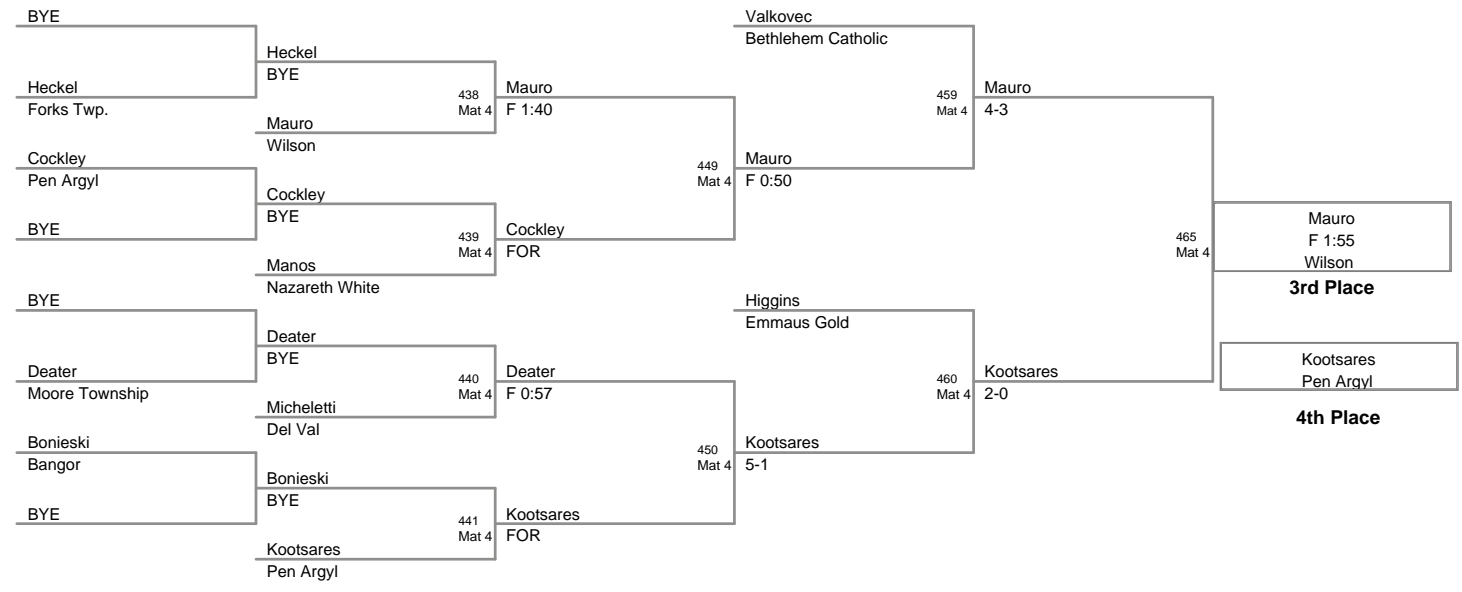 BYE
Heckel
Forks Twp.
Cockley
Pen Argyl
BYE
BYE
Deater
Moore Township
Bonieski
Bangor
BYE
Heckel
BYE
Mauro
Wilson
Cockley
BYE
Manos
Nazareth White
Deater
BYE
Micheletti
Del Val
Bonieski
BYE
Kootsares
Pen Argyl
438
Mat 4
Mauro
F 1:40
439
Mat 4
Cockley
FOR
440
Mat 4
Deater
F 0:57
441
Mat 4
Kootsares
FOR
Valkovec
Bethlehem Catholic
449
Mat 4
Mauro
F 0:50
Higgins
Emmaus Gold
450
Mat 4
Kootsares
5-1
459
Mat 4
Mauro
4-3
460
Mat 4
Kootsares
2-0
465
Mat 4
Mauro
F 1:55
Wilson
3rd Place
Kootsares
Pen Argyl
4th Place